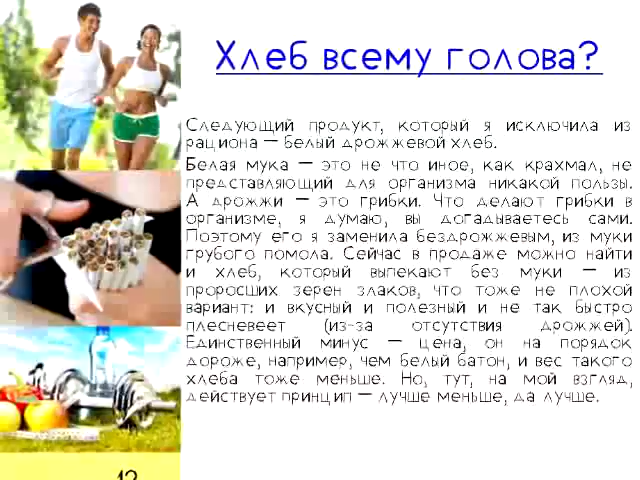 Хлеб всему голова?
Следующий продукт, который я исключила из
рациона — белый дрожжевой хлеб.
Белая мука — это не что иное, как крахмал, не
представляющий для организма никакой пользы.
А дрожжи — это грибки. Что делают грибки в
организме, я думаю, вы догадываетесь сами.
Поэтому его я заменила бездрожжевым, из муки
грубого помола. Сейчас в продаже можно найти
и хлеб, который выпекают без муки — из
проросших зерен злаков, что тоже не плохой
вариант: и вкусный и полезный и не так быстро
плесневеет (из-за отсутствия дрожжей).
Единственный минус — цена, он на порядок
дороже, например, чем белый батон, и вес такого
хлеба тоже меньше. Но, тут, на мой взгляд,
действует принцип — лучше меньше, да лучше.
12